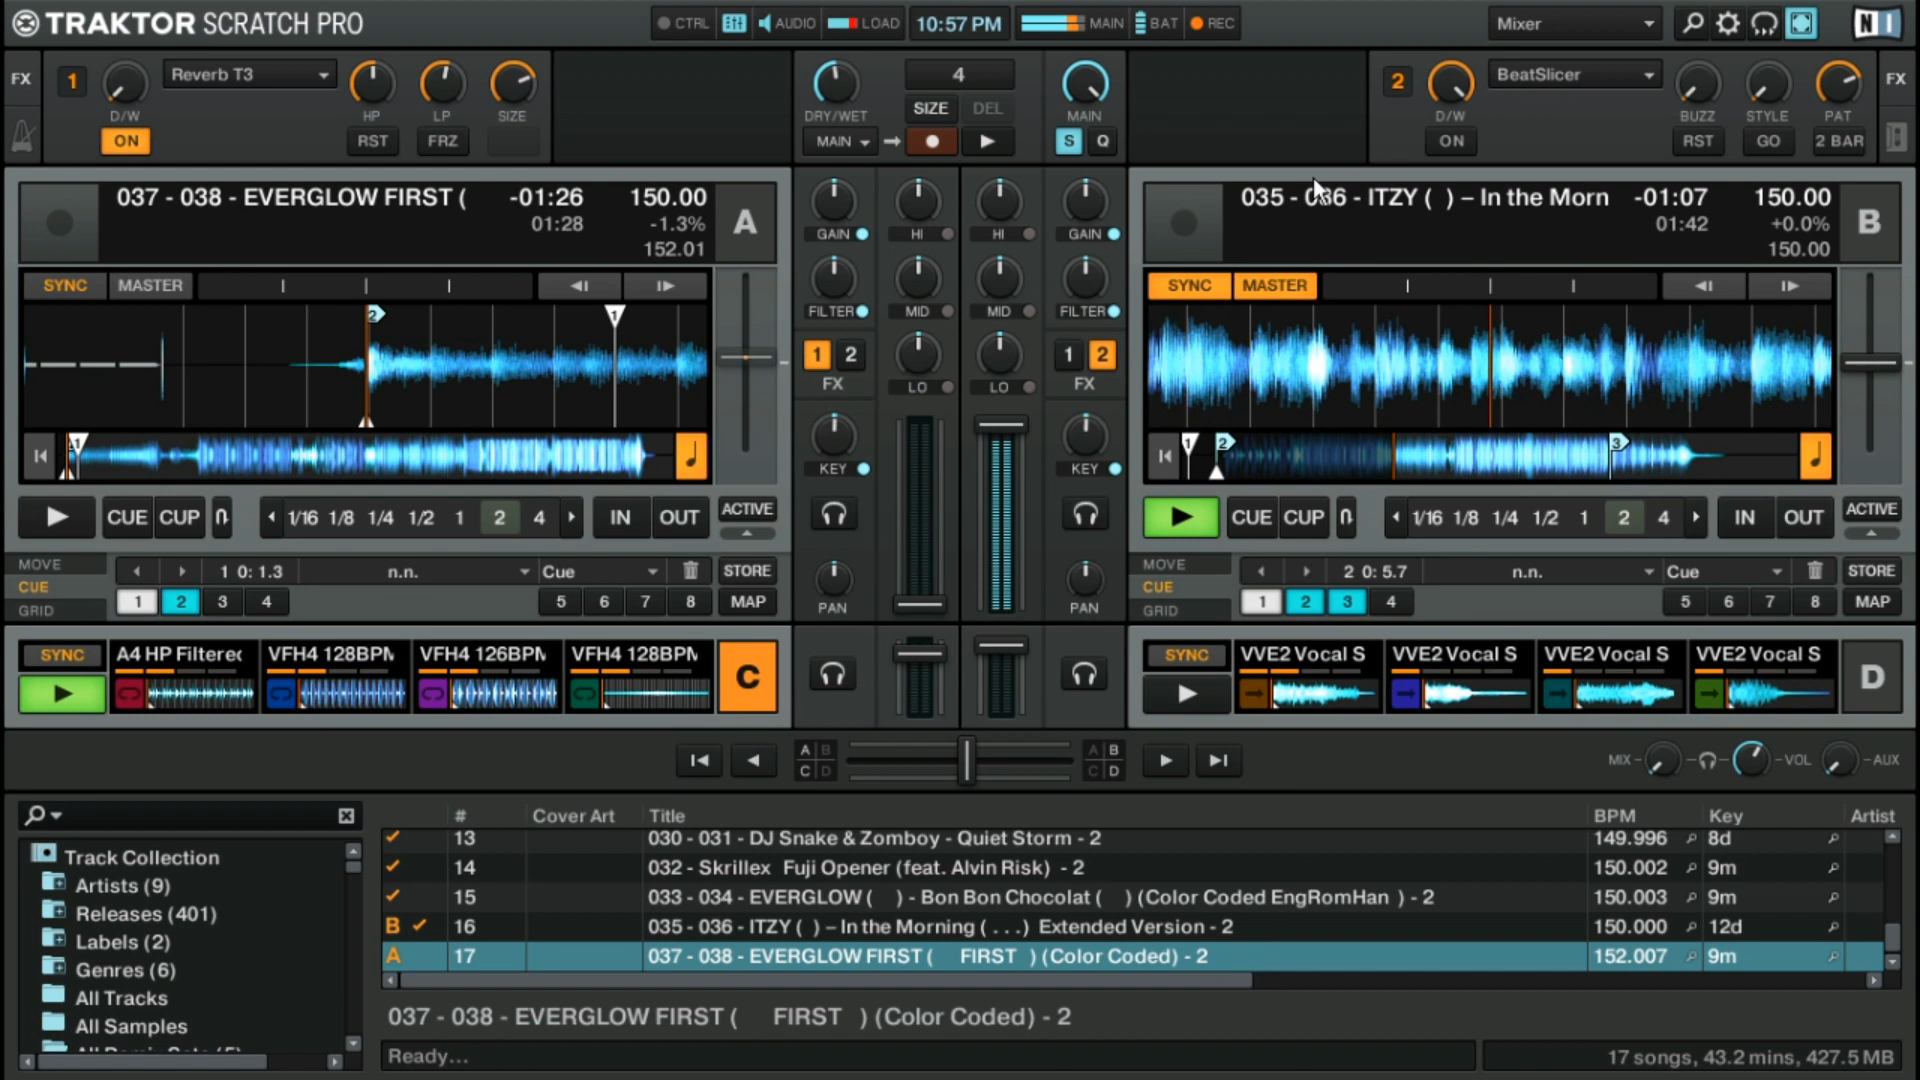 TRAKTOR SCRATCH PRO
CTRL AUDIO LOAD 10:57 PM MAIN BAT REC
Mixer
FX 1 Reverb T3
D/W HP LP SIZE
ON RST FRZ
4
SIZE DEL
DRY/WET MAIN
MAIN S Q
2 BeatSlicer FX
D/W BUZZ STYLE PAT
ON RST GO 2 BAR
037 - 038 - EVERGLOW FIRST ( -01:26 150.00
01:28 -1.3%
152.01
A
SYNC MASTER
2 1
1
CUE CUP 1/16 1/8 1/4 1/2 1 2 4 IN OUT ACTIVE
MOVE
CUE
GRID
1 0: 1.3 n.n. Cue STORE
1 2 3 4 5 6 7 8 MAP
GAIN HI HI GAIN
FILTER MID MID FILTER
1 2 1 2
FX LO LO FX
KEY KEY
PAN PAN
035 - 036 - ITZY ( ) – In the Morn -01:07 150.00
01:42 +0.0%
150.00
B
SYNC MASTER
1 2 3
CUE CUP 1/16 1/8 1/4 1/2 1 2 4 IN OUT ACTIVE
MOVE
CUE
GRID
2 0: 5.7 n.n. Cue STORE
1 2 3 4 5 6 7 8 MAP
SYNC A4 HP Filtered VFH4 128BPM VFH4 126BPM VFH4 128BPM C
SYNC VVE2 Vocal S VVE2 Vocal S VVE2 Vocal S VVE2 Vocal S D
A B
C D
A B
C D
MIX VOL AUX
# Cover Art Title BPM Key Artist
13 030 - 031 - DJ Snake & Zomboy - Quiet Storm - 2 149.996 8d
14 032 - Skrillex Fuji Opener (feat. Alvin Risk) - 2 150.002 9m
15 033 - 034 - EVERGLOW ( ) - Bon Bon Chocolat ( ) (Color Coded EngRomHan ) - 2 150.003 9m
B 16 035 - 036 - ITZY ( ) – In the Morning ( . . .) Extended Version - 2 150.000 12d
A 17 037 - 038 - EVERGLOW FIRST ( FIRST ) (Color Coded) - 2 152.007 9m
Track Collection
Artists (9)
Releases (401)
Labels (2)
Genres (6)
All Tracks
All Samples
037 - 038 - EVERGLOW FIRST ( FIRST ) (Color Coded) - 2
Ready...
17 songs, 43.2 mins, 427.5 MB